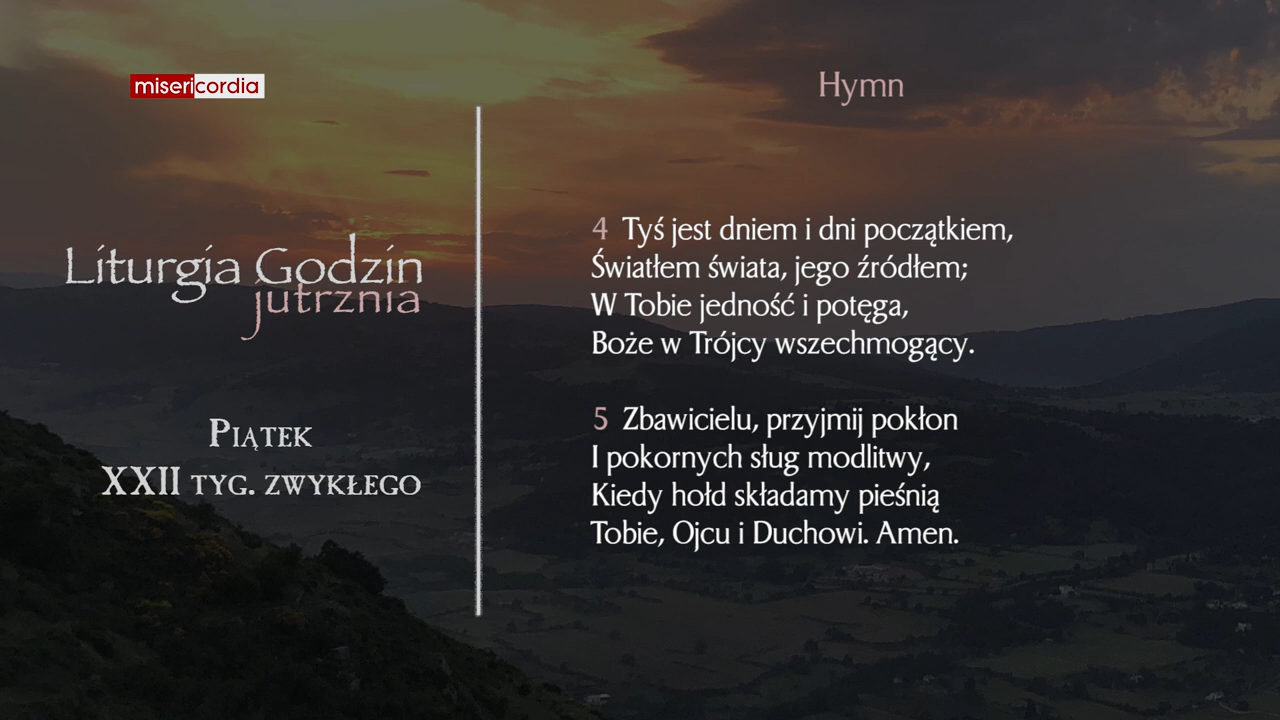 misericordia
Liturgia Godzin
jutrznia
Piątek
XXII tyg. zwykłego
Hymn
4 Tyś jest dniem i dni początkiem,
Światłem świata, jego źródłem;
W Tobie jedność i potęga,
Boże w Trójcy wszechmogący.
5 Zbawicielu, przyjmij pokłon
I pokornych sług modlitwy,
Kiedy hołd składamy pieśnią
Tobie, Ojcu i Duchowi. Amen.